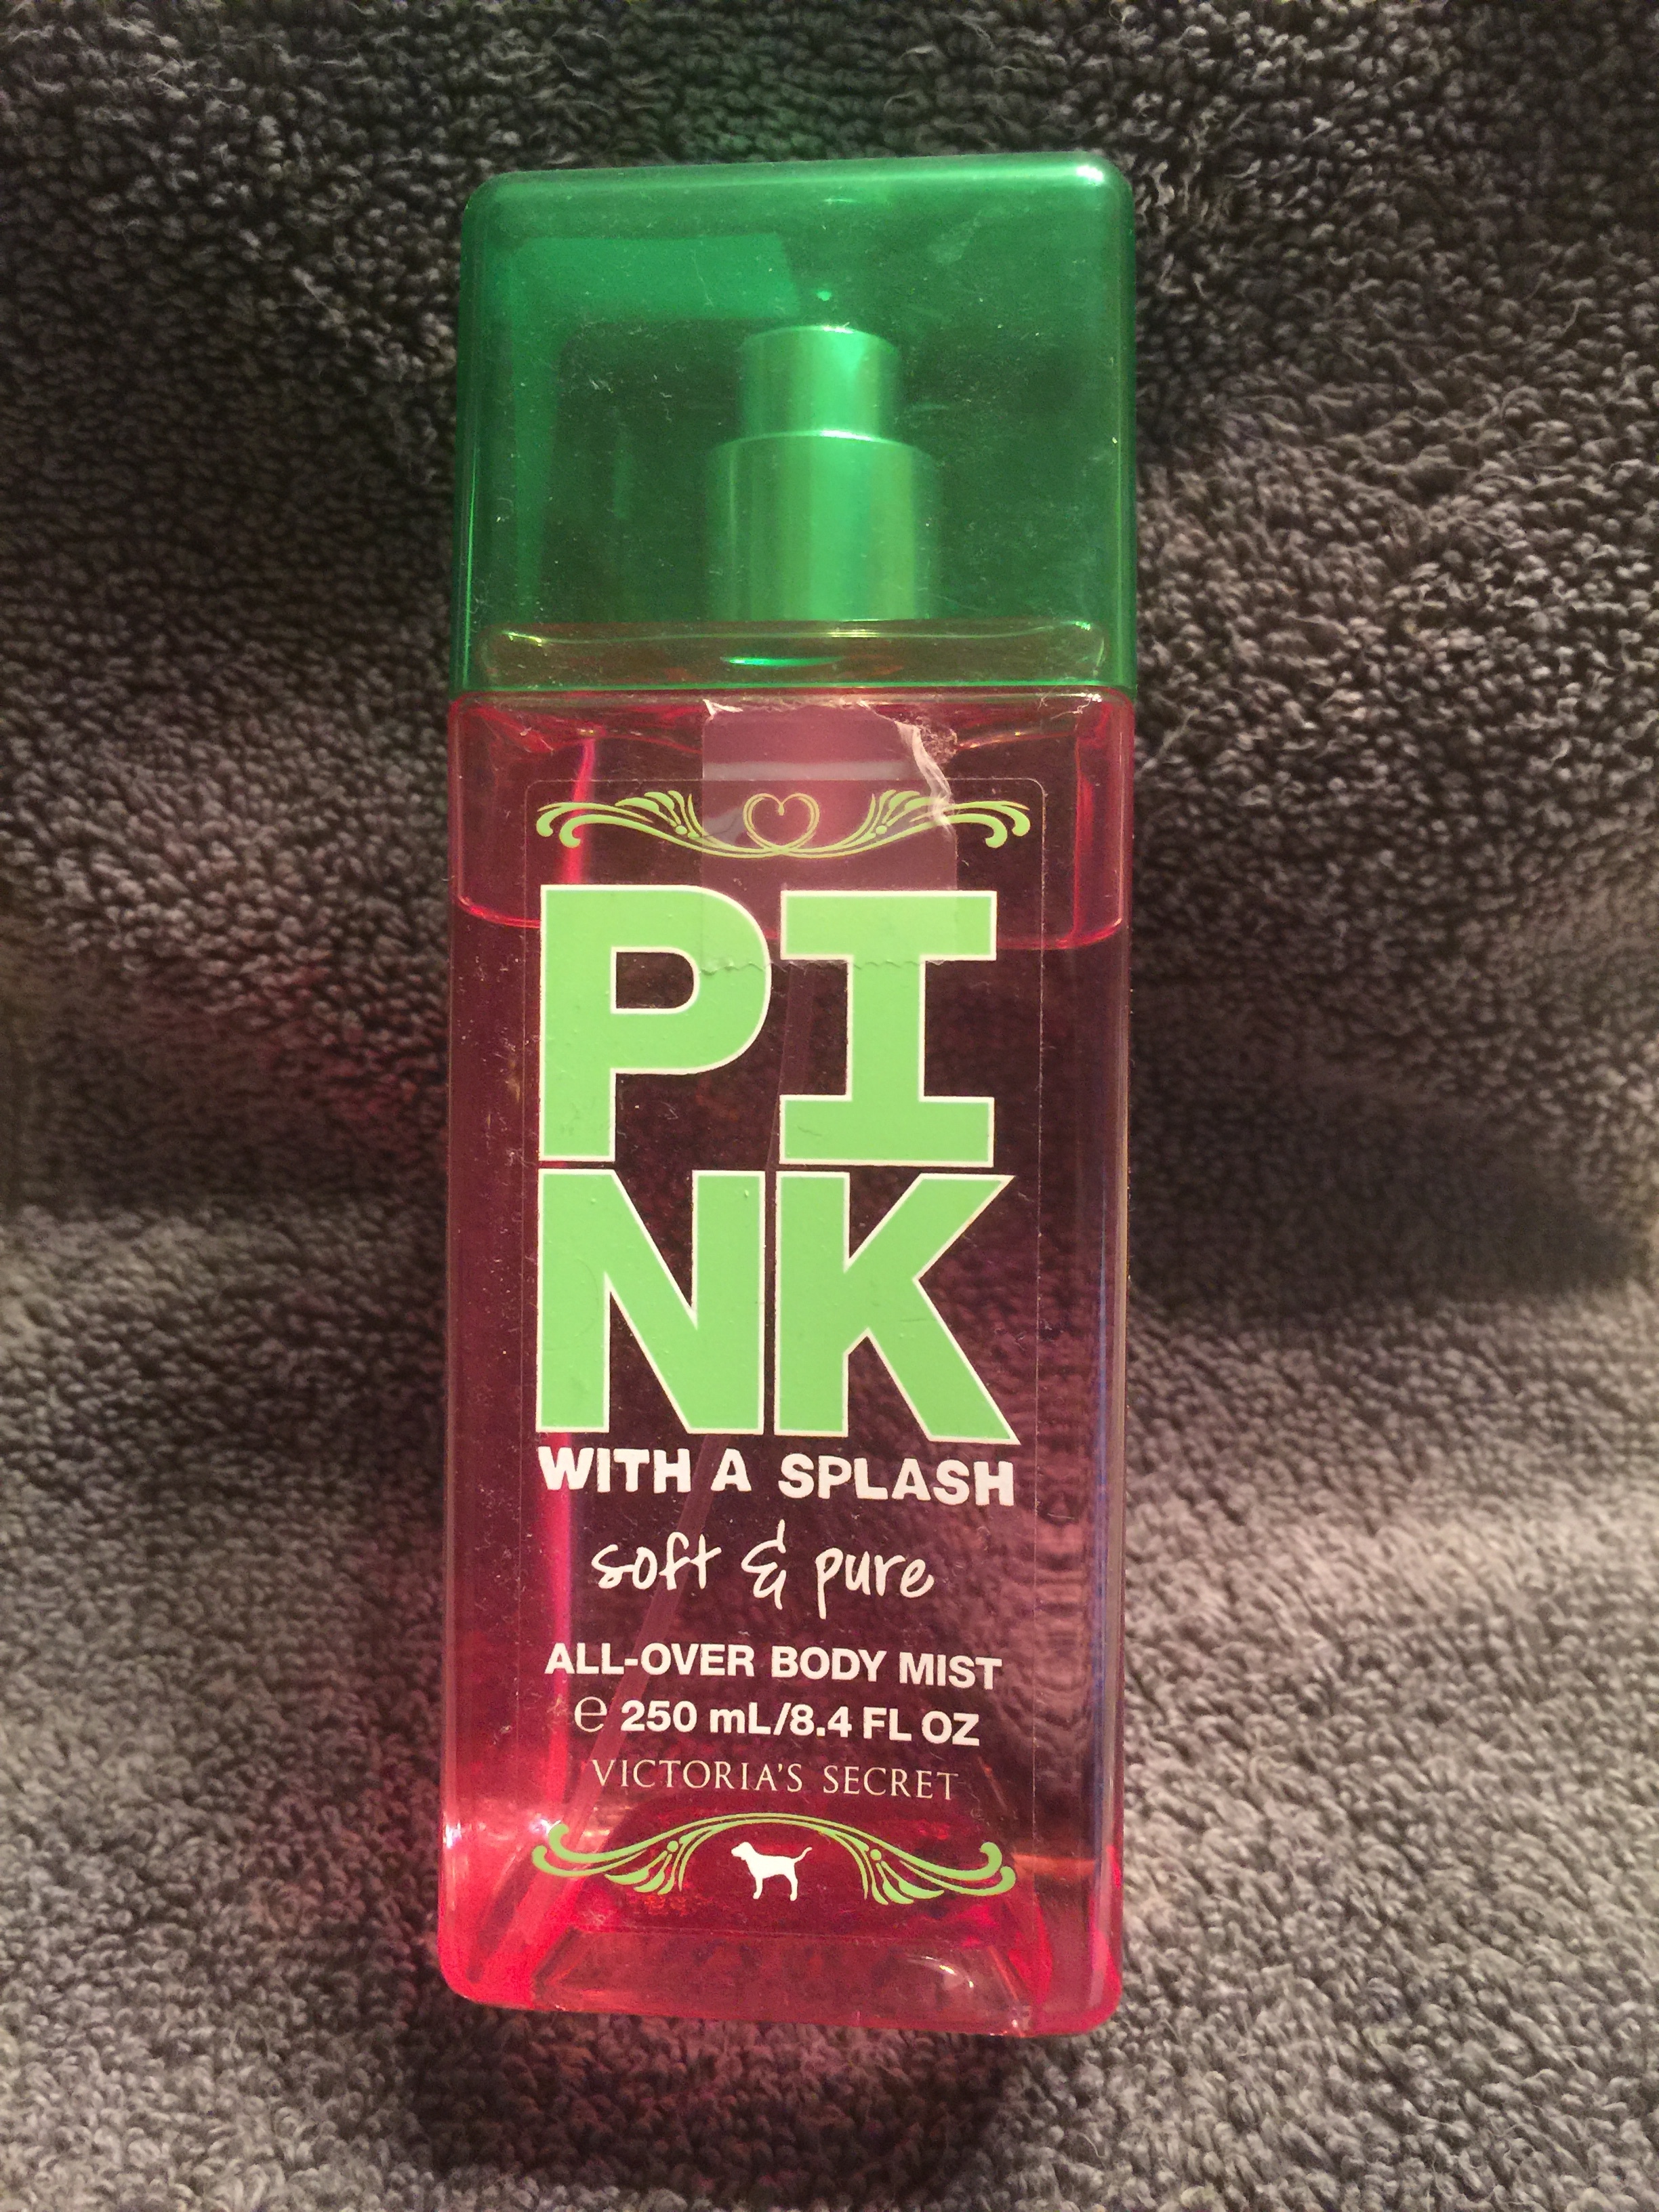 PI
NK
WITH A SPLASH
soft & pure
ALL-OVER BODY MIST
℮ 250 mL/8.4 FL OZ
VICTORIA'S SECRET